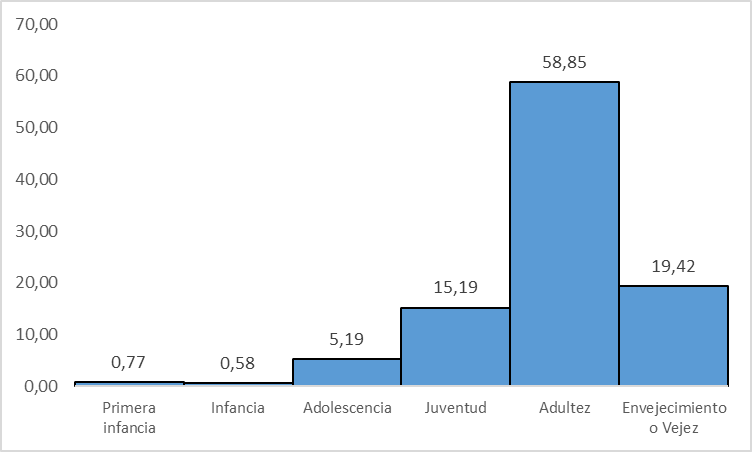 70,00
60,00
50,00
40,00
30,00
20,00
10,00
0,00
0,77
0,58
5,19
15,19
58,85
19,42
Primera
infancia
Infancia
Adolescencia
Juventud
Adultez
Envejecimiento
o Vejez